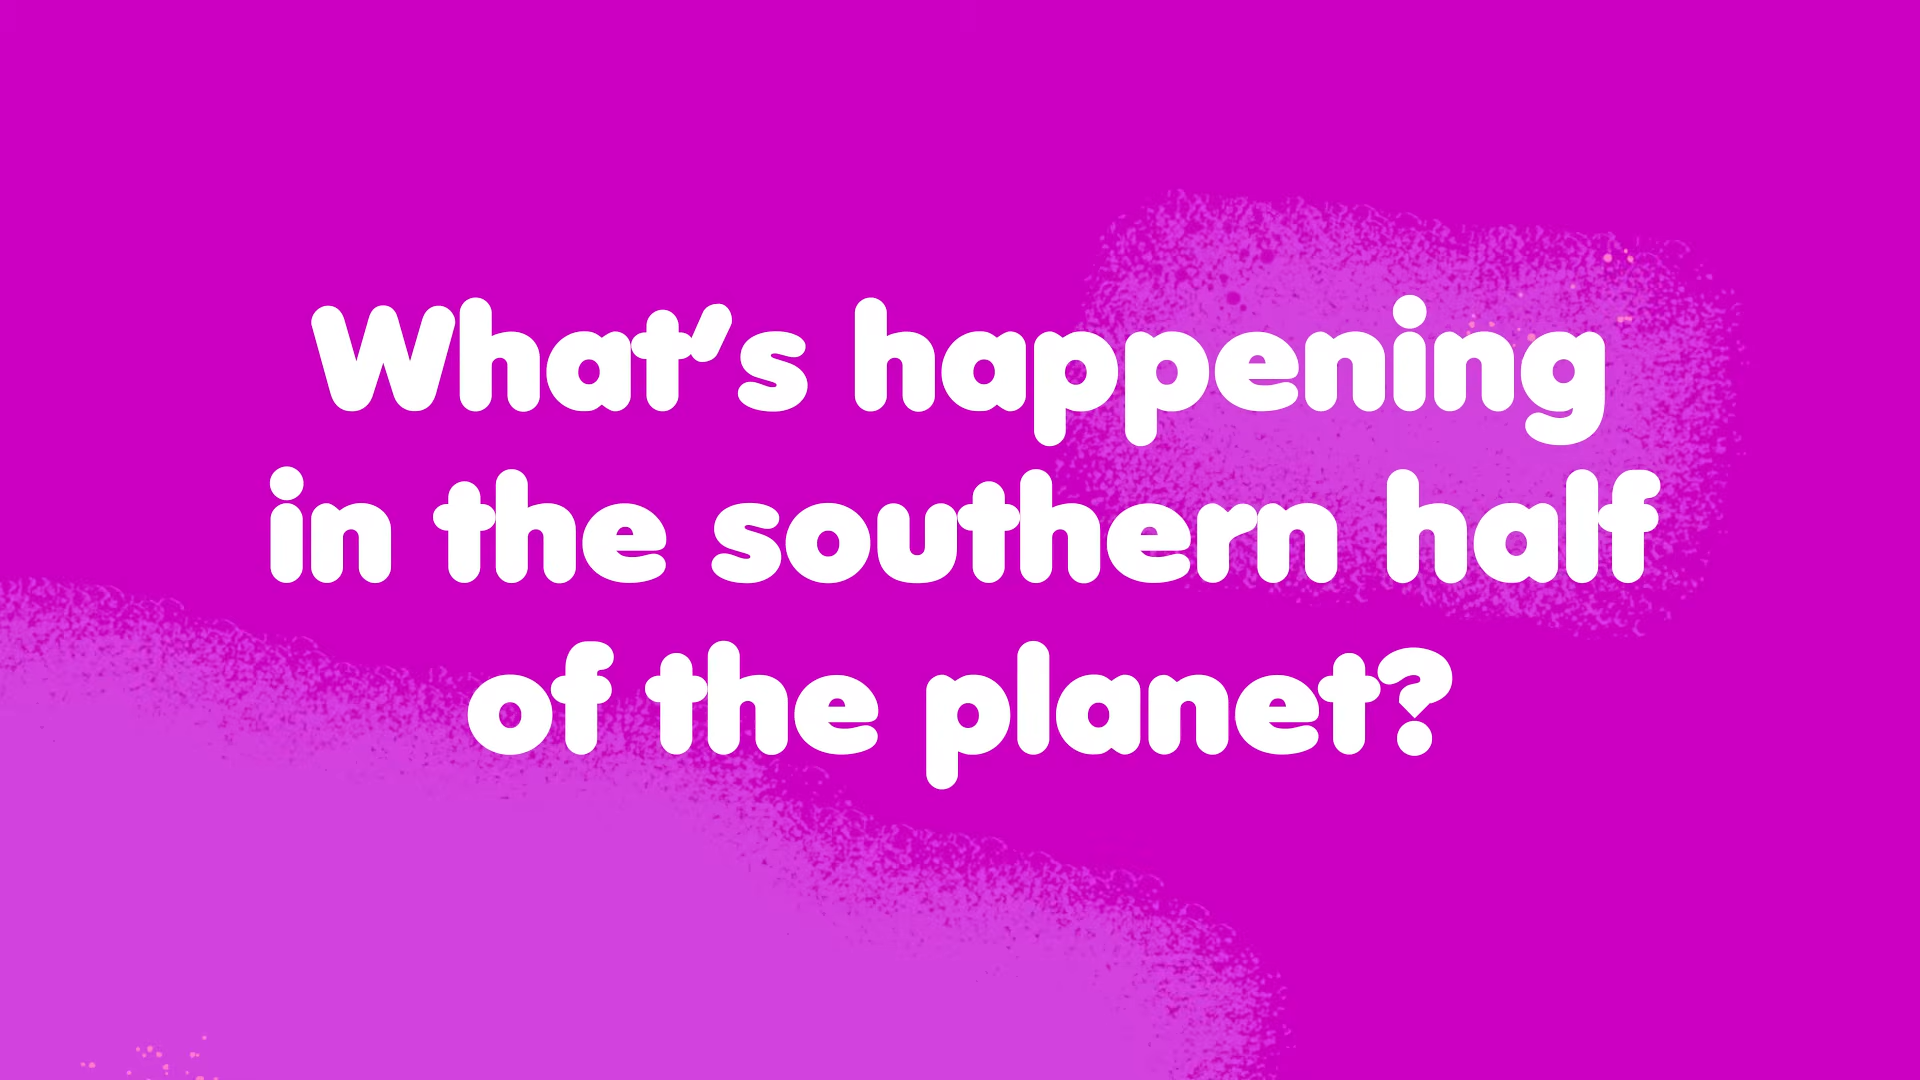 What's happening
in the southern half
of the planet?